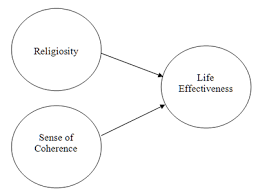 Religiosity
Life
Effectiveness
Sense of
Coherence